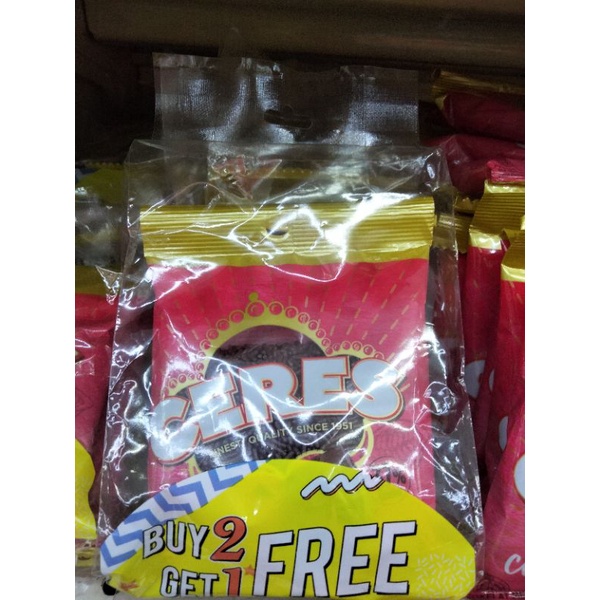 CERES
FINEST QUALITY SINCE 1951
BUY 2
GET 1
FREE